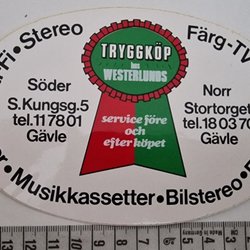 Fi • Stereo
Färg-TV
TRYGGKÖP
hos
WESTERLUNDS
service före
och
efter köpet
Söder
S.Kungsg.5
tel.117801
Gävle
Norr
Stortorget
tel.180370
Gävle
• Musikkassetter • Bilstereo •